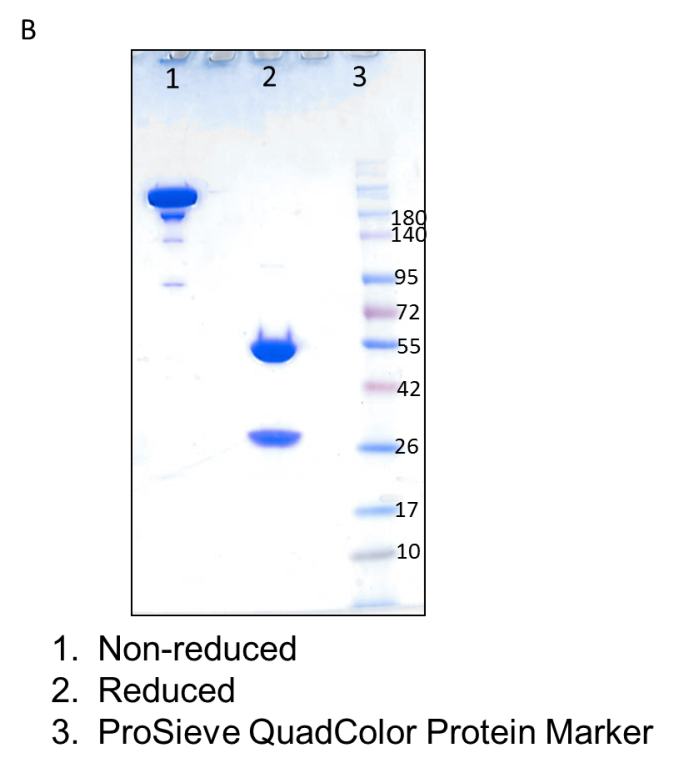 B
1 2 3
180
140
95
72
55
42
26
17
10
1. Non-reduced
2. Reduced
3. ProSieve QuadColor Protein Marker